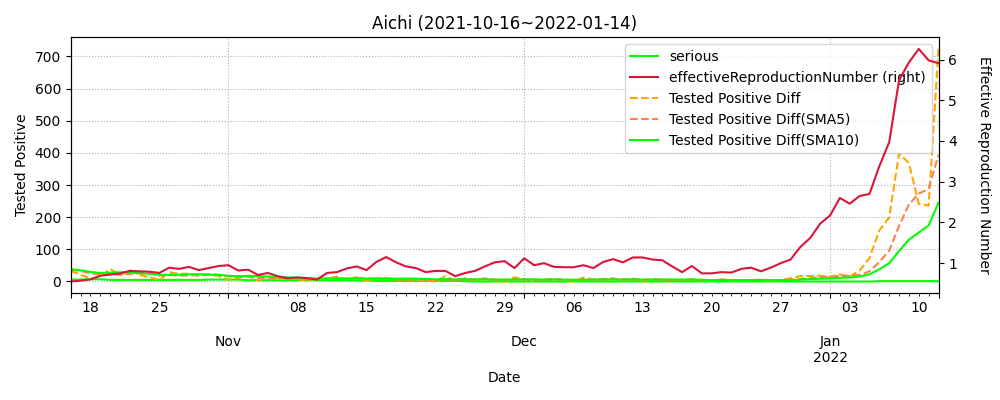 Aichi (2021-10-16~2022-01-14)
serious
effectiveReproductionNumber (right)
Tested Positive Diff
Tested Positive Diff(SMA5)
Tested Positive Diff(SMA10)
Tested Positive
700
600
500
400
300
200
100
0
Effective Reproduction Number
6
5
4
3
2
1
18 25 08 15 22 29 06 13 20 27 03 10
Nov Dec Jan
2022
Date